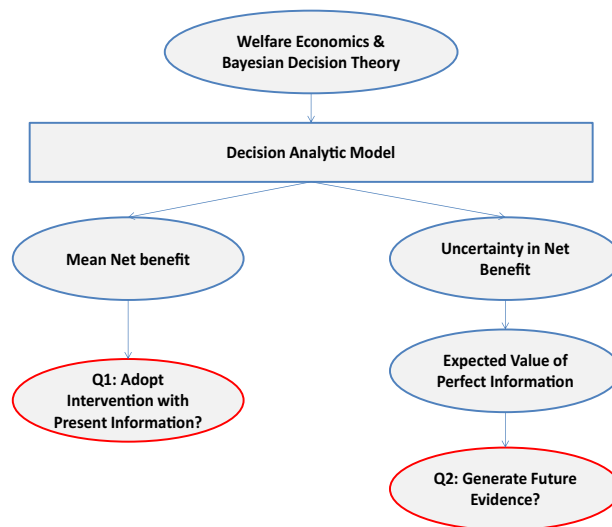 Welfare Economics &
Bayesian Decision Theory
Decision Analytic Model
Mean Net benefit
Uncertainty in Net
Benefit
Q1: Adopt
Intervention with
Present Information?
Expected Value of
Perfect Information
Q2: Generate Future
Evidence?